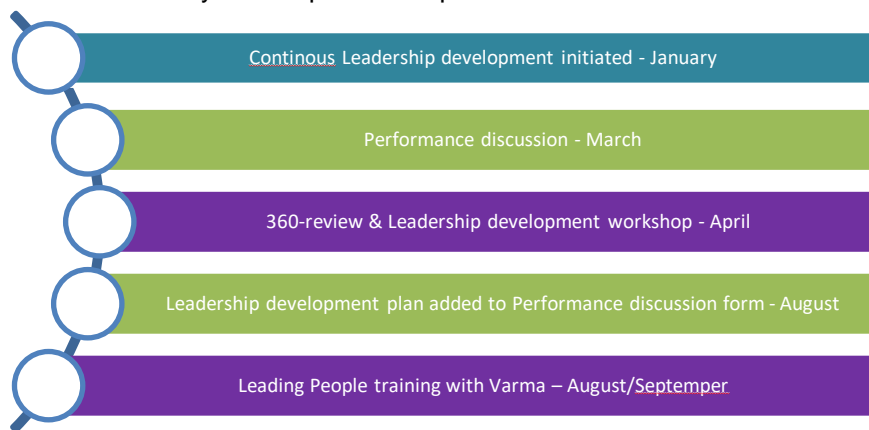 Continous Leadership development initiated - January
Performance discussion - March
360-review & Leadership development workshop - April
Leadership development plan added to Performance discussion form - August
Leading People training with Varma – August/Septemper